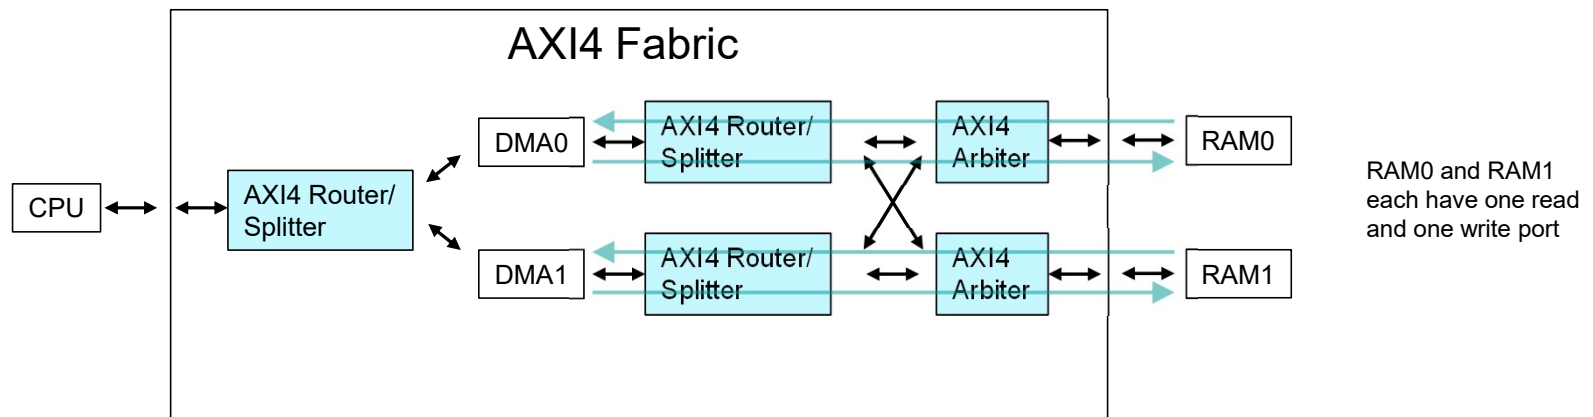 AXI4 Fabric
CPU
AXI4 Router/
Splitter
DMA0
AXI4 Router/
Splitter
AXI4
Arbiter
RAM0
DMA1
AXI4 Router/
Splitter
AXI4
Arbiter
RAM1
RAM0 and RAM1
each have one read
and one write port